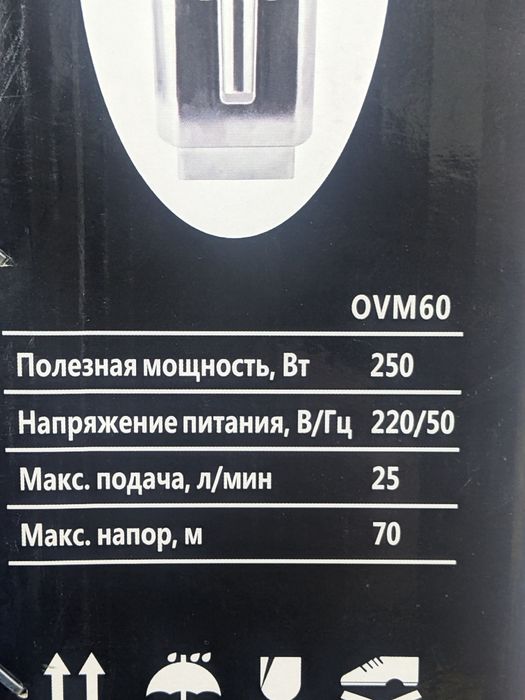 OVM60
Полезная мощность, Вт 250
Напряжение питания, В/Гц 220/50
Макс. подача, л/мин 25
Макс. напор, м 70